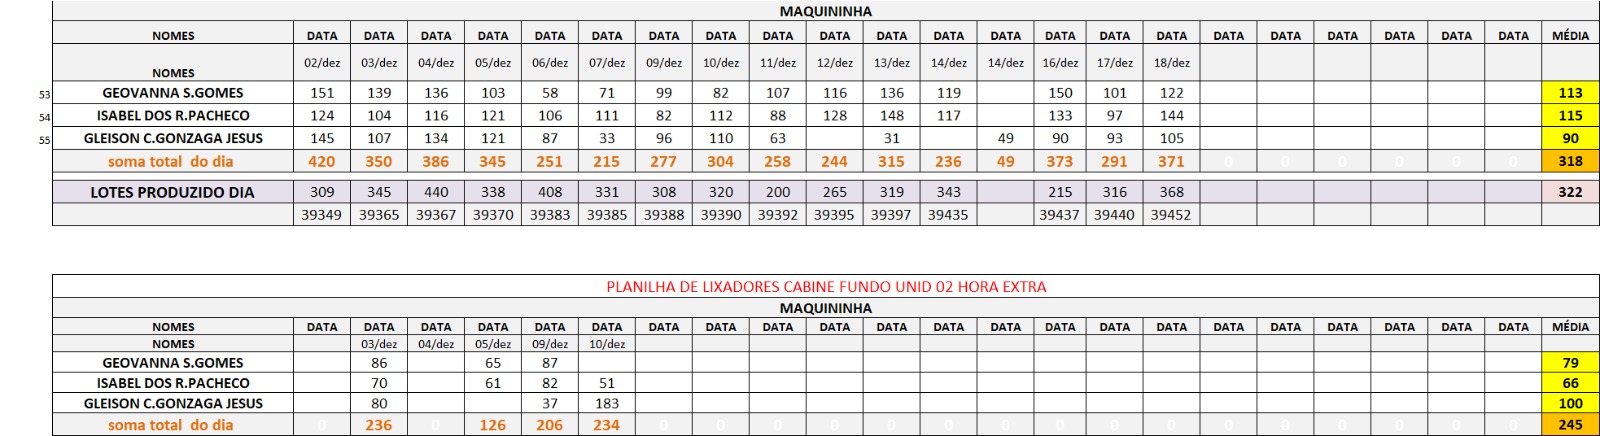 MAQUININHA
NOMES DATA DATA DATA DATA DATA DATA DATA DATA DATA DATA DATA DATA DATA DATA DATA DATA DATA DATA DATA DATA DATA DATA MÉDIA
NOMES 02/dez 03/dez 04/dez 05/dez 06/dez 07/dez 09/dez 10/dez 11/dez 12/dez 13/dez 14/dez 14/dez 16/dez 17/dez 18/dez
53 GEOVANNA S.GOMES 151 139 136 103 58 71 99 82 107 116 136 119 150 101 122 113
54 ISABEL DOS R.PACHECO 124 104 116 121 106 111 82 112 88 128 148 117 133 97 144 115
55 GLEISON C.GONZAGA JESUS 145 107 134 121 87 33 96 110 63 31 49 90 93 105 90
soma total do dia 420 350 386 345 251 215 277 304 258 244 315 236 49 373 291 371 0 0 0 0 0 0 318
LOTES PRODUZIDO DIA 309 345 440 338 408 331 308 320 200 265 319 343 215 316 368 322
39349 39365 39367 39370 39383 39385 39388 39390 39392 39395 39397 39435 39437 39440 39452
PLANILHA DE LIXADORES CABINE FUNDO UNID 02 HORA EXTRA
MAQUININHA
NOMES DATA DATA DATA DATA DATA DATA DATA DATA DATA DATA DATA DATA DATA DATA DATA DATA DATA DATA DATA DATA DATA DATA MÉDIA
NOMES 03/dez 04/dez 05/dez 09/dez 10/dez
GEOVANNA S.GOMES 86 65 87 79
ISABEL DOS R.PACHECO 70 61 82 51 66
GLEISON C.GONZAGA JESUS 80 37 183 100
soma total do dia 0 236 0 126 206 234 0 0 0 0 0 0 0 0 0 0 0 0 0 0 0 0 245